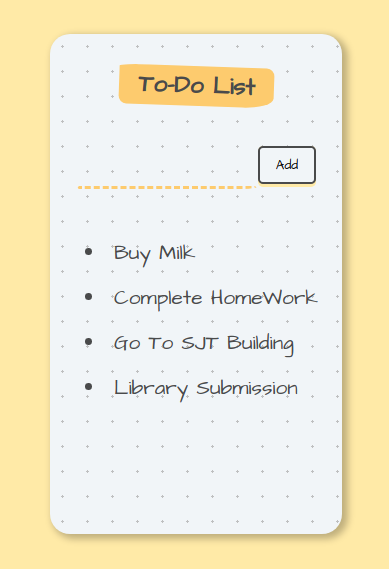 To-Do List
Add
Buy Milk
Complete HomeWork
Go To SJT Building
Library Submission